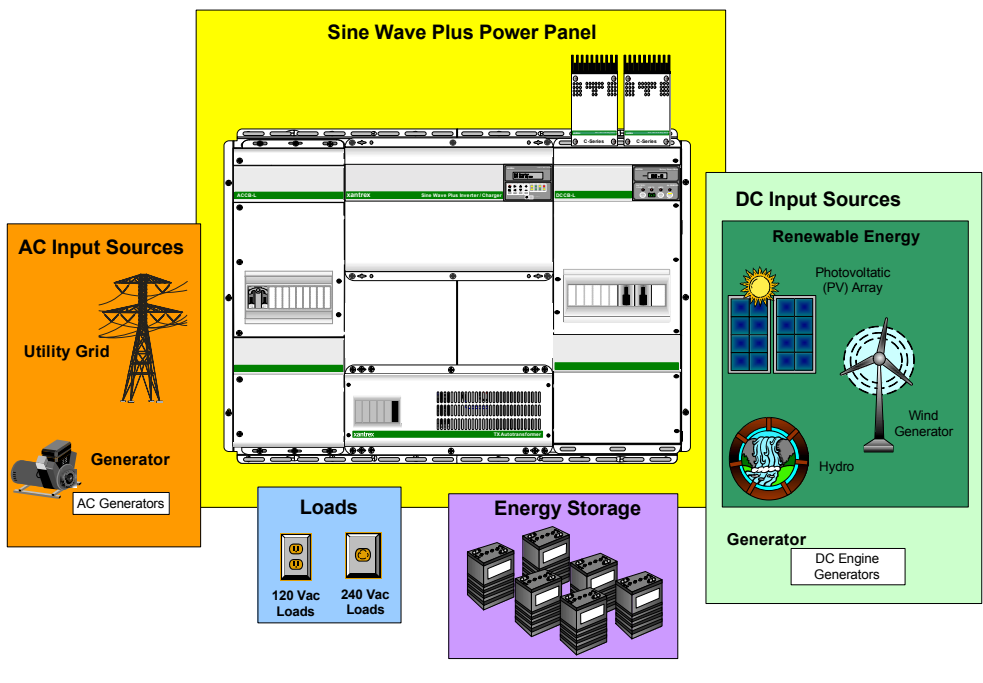 Sine Wave Plus Power Panel
C-Series
C-Series
ACCB-L
xantrex
Sine Wave Plus Inverter / Charger
DCCB-L
xantrex
TX Autotransformer
AC Input Sources
Utility Grid
Generator
AC Generators
Loads
120 Vac
Loads
240 Vac
Loads
Energy Storage
DC Input Sources
Renewable Energy
Photovoltatic
(PV) Array
Wind
Generator
Hydro
Generator
DC Engine
Generators